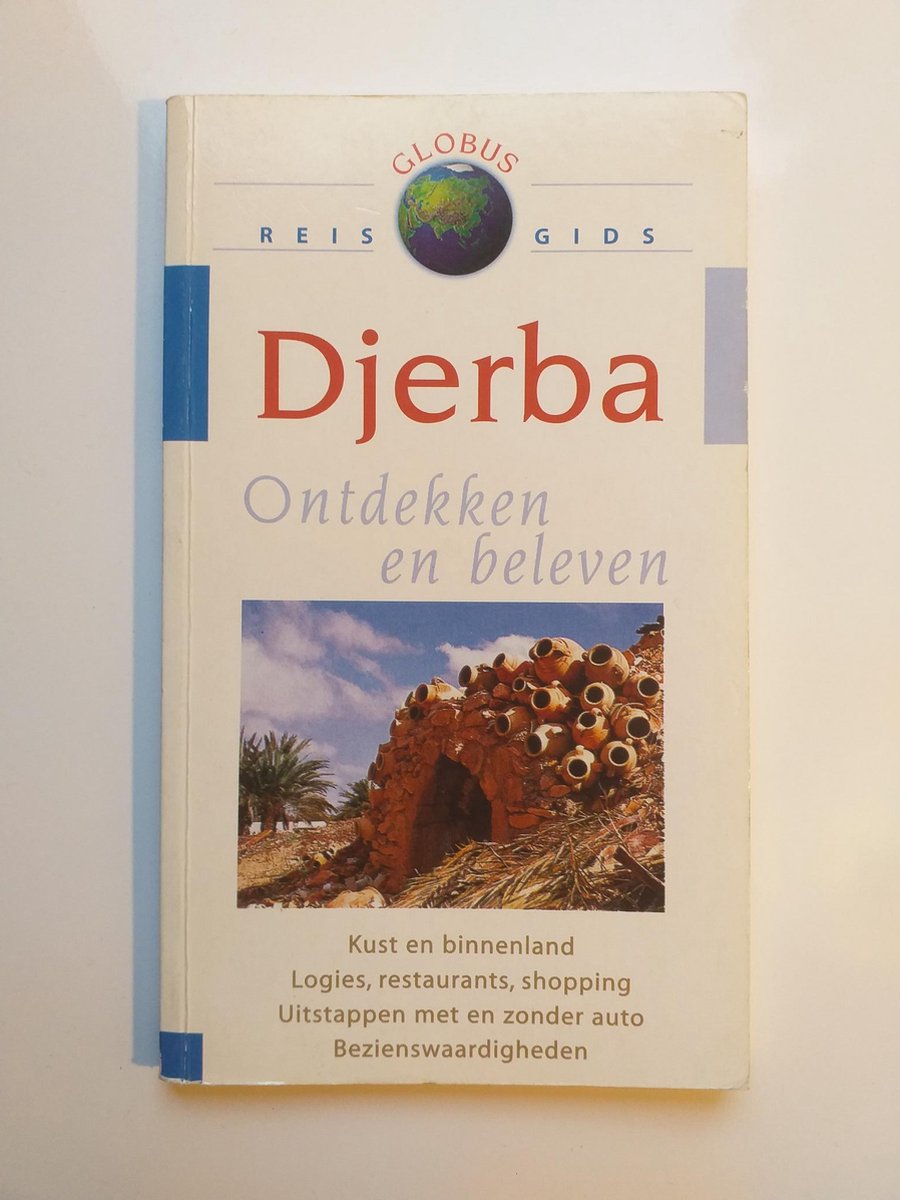 GLOBUS
REIS GIDS
Djerba
Ontdekken
en beleven
Kust en binnenland
Logies, restaurants, shopping
Uitstappen met en zonder auto
Bezienswaardigheden